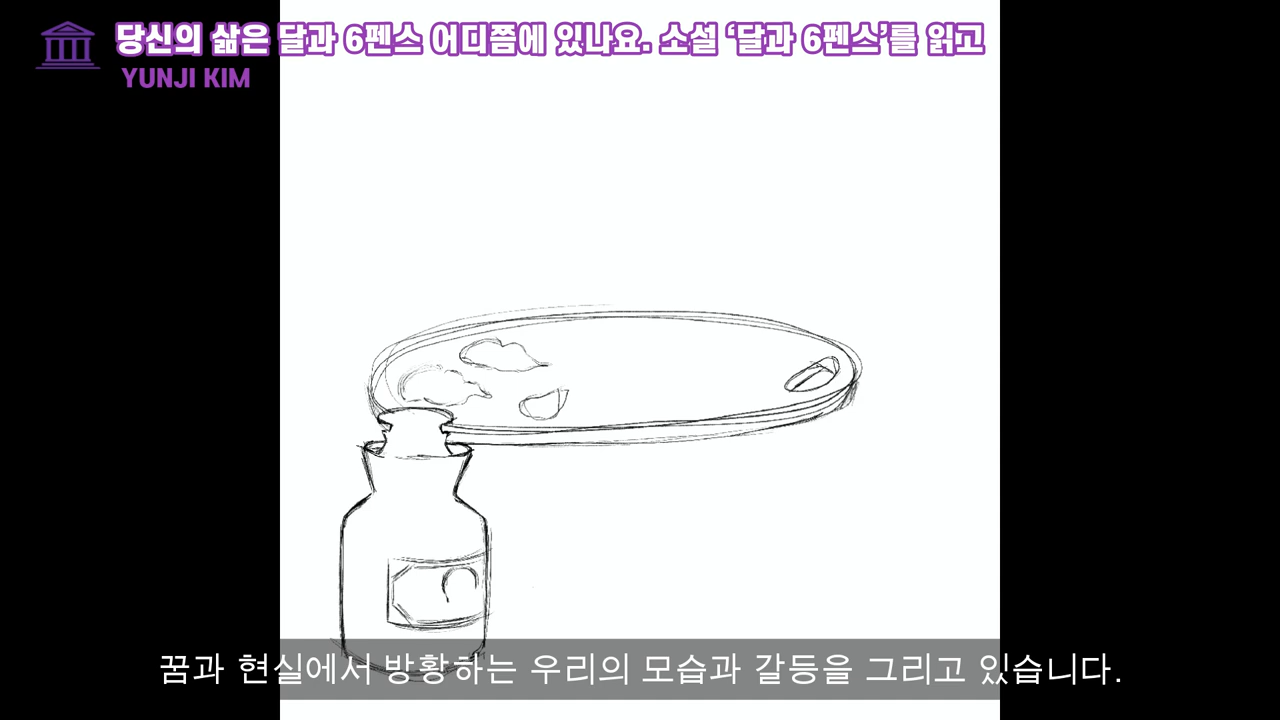 당신의 삶은 달과 6펜스 어디쯤에 있나요. 소설 ‘달과 6펜스’를 읽고
YUNJI KIM
꿈과 현실에서 방황하는 우리의 모습과 갈등을 그리고 있습니다.